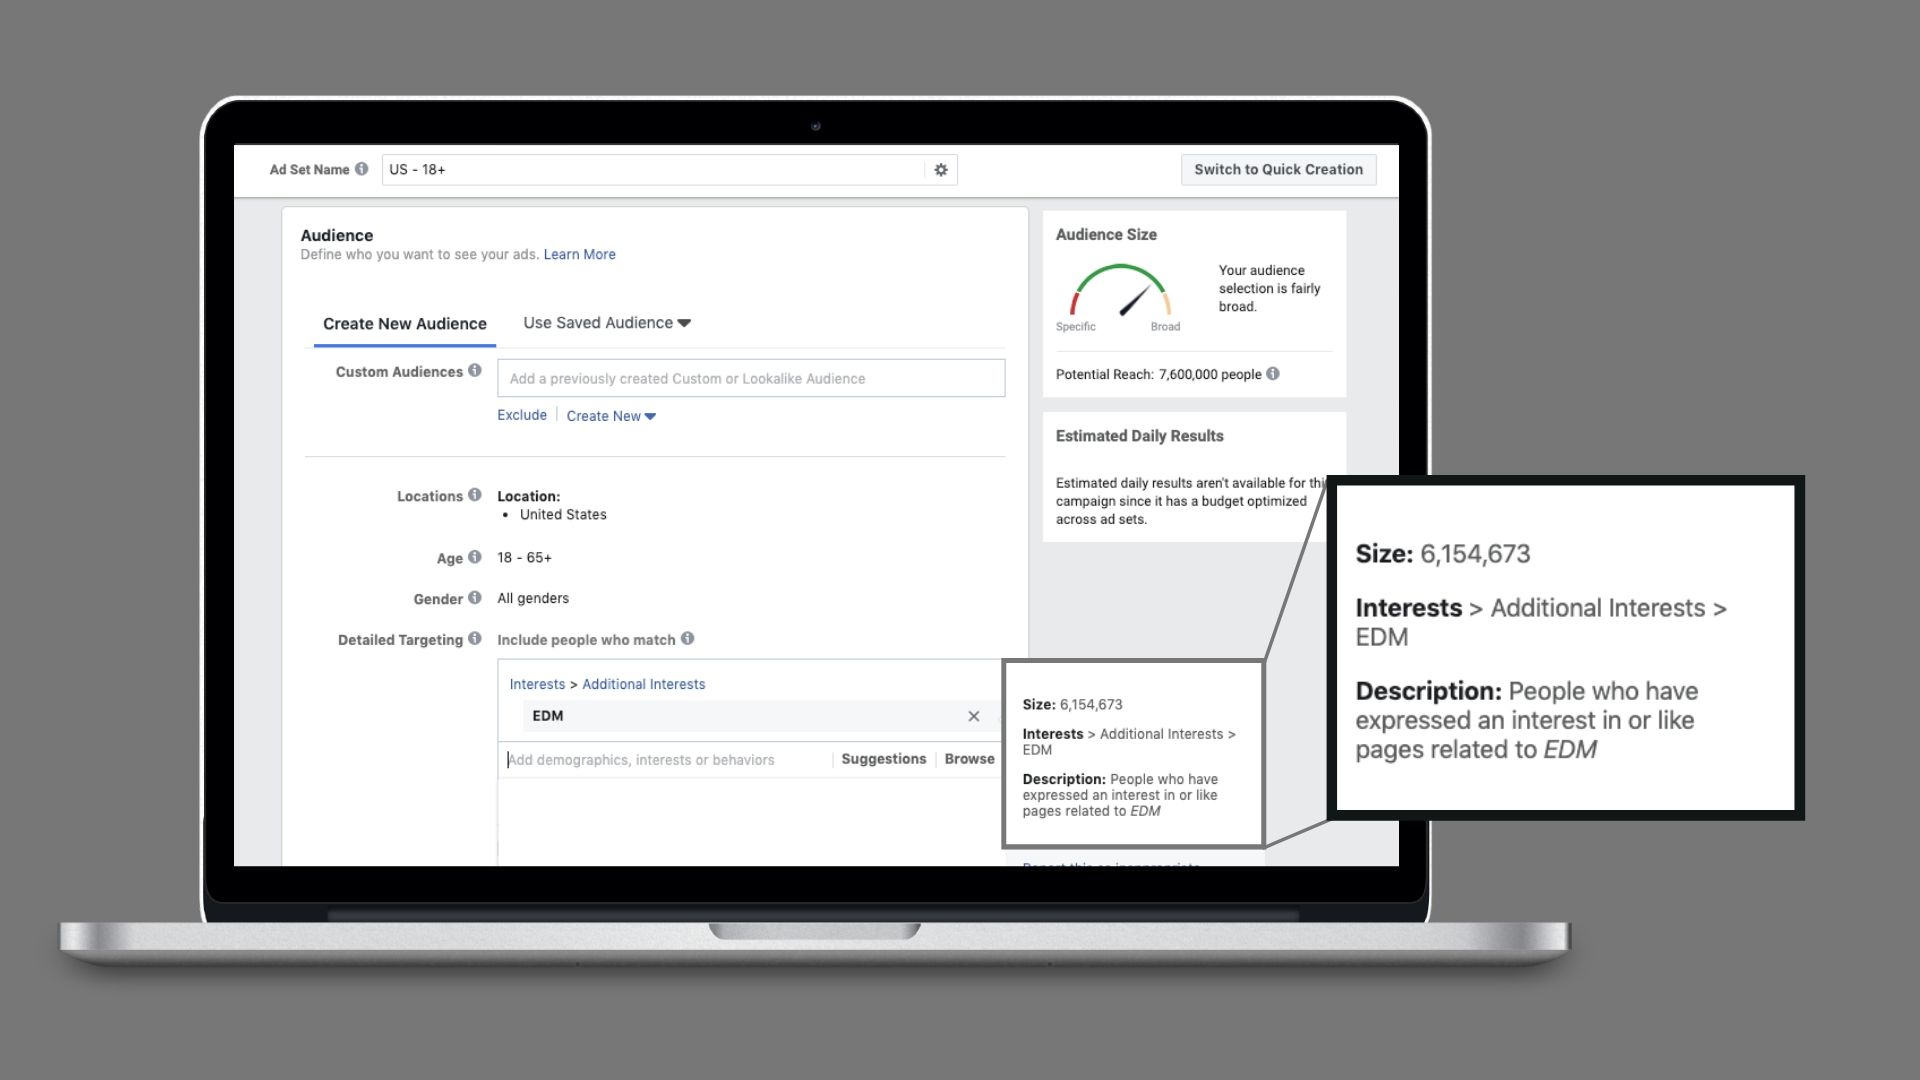 Ad Set Name
US - 18+
Switch to Quick Creation
Audience
Define who you want to see your ads. Learn More
Create New Audience
Use Saved Audience
Custom Audiences
Add a previously created Custom or Lookalike Audience
Exclude
Create New
Locations
Location:
• United States
Age
18 - 65+
Gender
All genders
Detailed Targeting
Include people who match
Interests > Additional Interests
EDM
Add demographics, interests or behaviors
Suggestions
Browse
Audience Size
Specific
Broad
Your audience
selection is fairly
broad.
Potential Reach: 7,600,000 people
Estimated Daily Results
Estimated daily results aren't available for thi
campaign since it has a budget optimized
across ad sets.
Size: 6,154,673
Interests > Additional Interests >
EDM
Description: People who have
expressed an interest in or like
pages related to EDM
Size: 6,154,673
Interests > Additional Interests >
EDM
Description: People who have
expressed an interest in or like
pages related to EDM